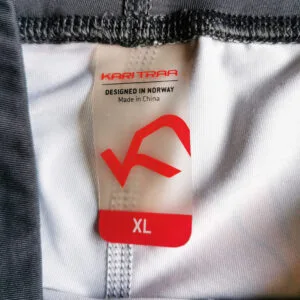 KARI TRAA
DESIGNED IN NORWAY
Made in China
XL